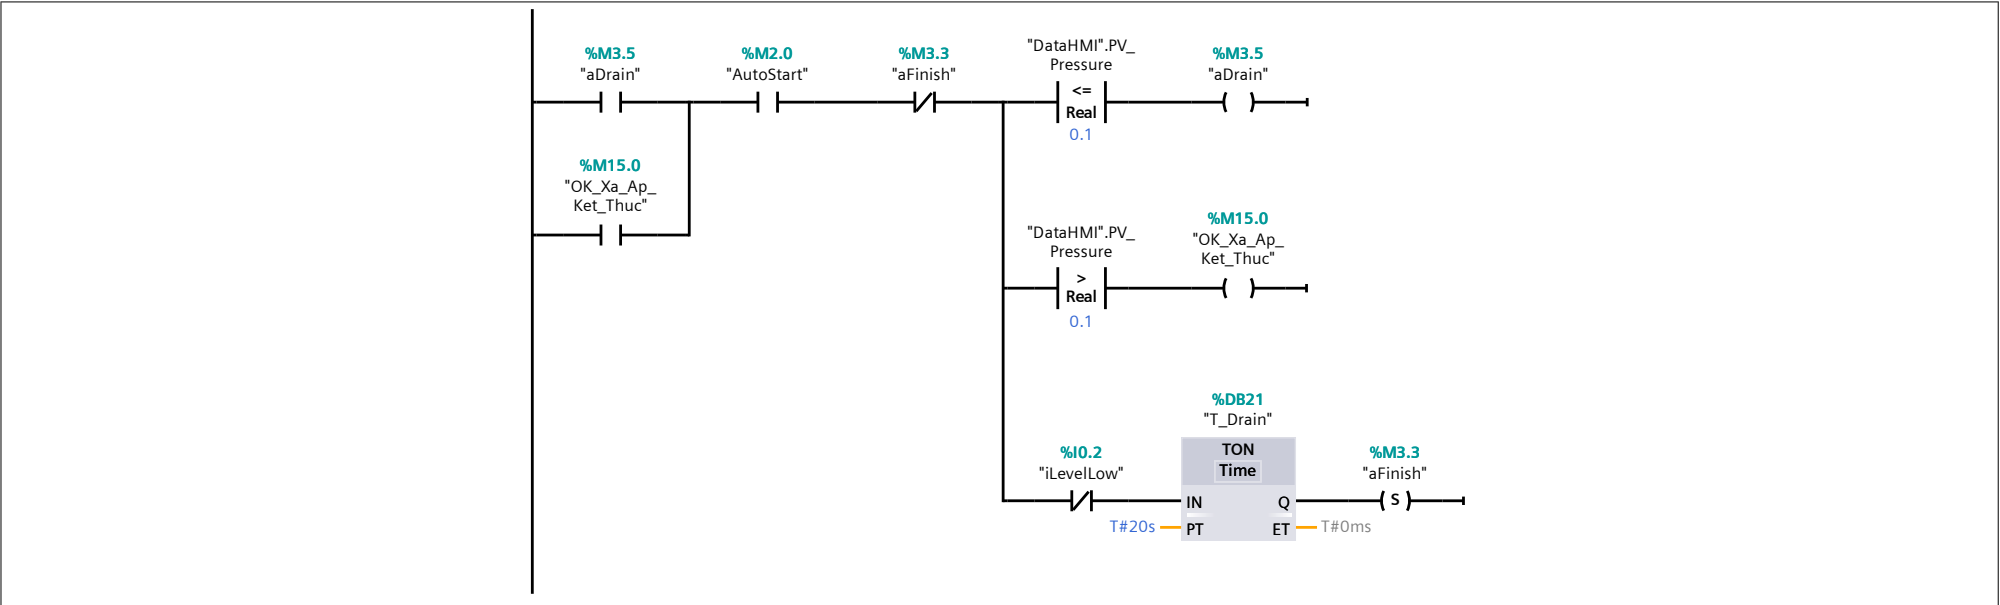 %M3.5
"aDrain"
%M2.0
"AutoStart"
%M3.3
"aFinish"
"DataHMI".PV_
Pressure
<=
Real
0.1
%M3.5
"aDrain"
%M15.0
"OK_Xa_Ap_
Ket_Thuc"
"DataHMI".PV_
Pressure
>
Real
0.1
%M15.0
"OK_Xa_Ap_
Ket_Thuc"
%I0.2
"iLevelLow"
%DB21
"T_Drain"
TON
Time
IN
Q
T#20s
PT
ET
T#0ms
%M3.3
"aFinish"
S